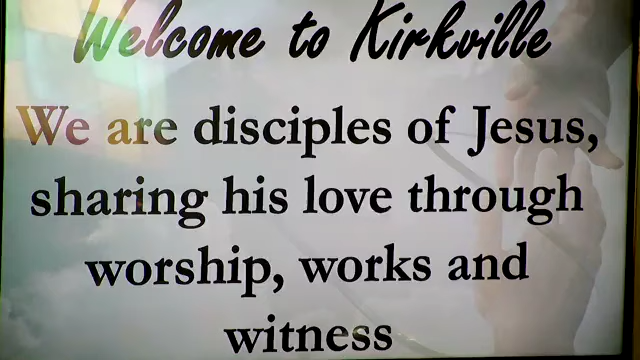 Welcome to Kirkville
We are disciples of Jesus,
sharing his love through
worship, works and
witness